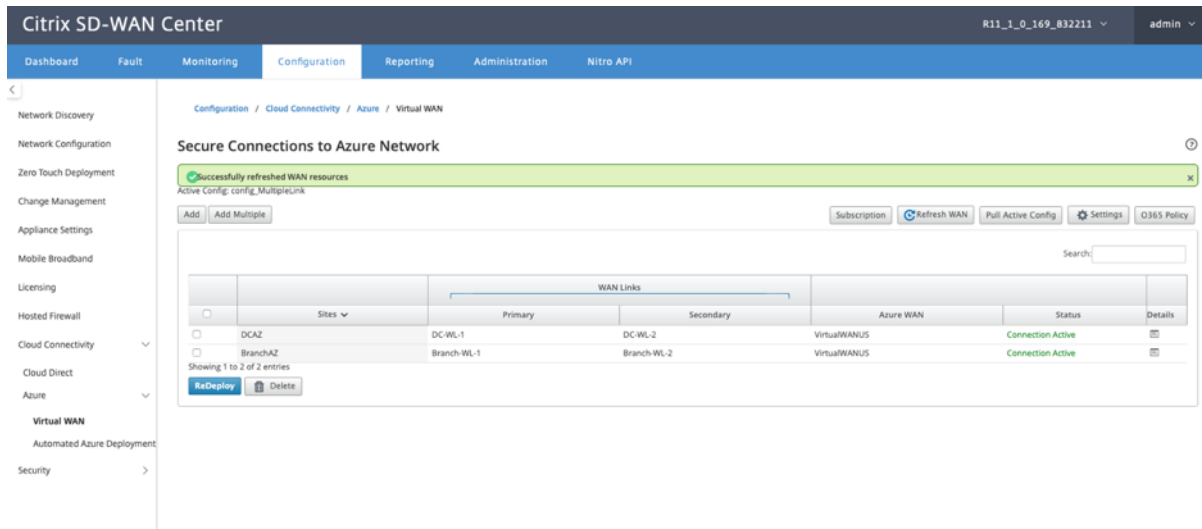 Citrix SD-WAN Center
R11_1_0_169_832211
admin
Dashboard Fault Monitoring Configuration Reporting Administration Nitro API
Network Discovery
Network Configuration
Zero Touch Deployment
Change Management
Appliance Settings
Mobile Broadband
Licensing
Hosted Firewall
Cloud Connectivity
Cloud Direct
Azure
Virtual WAN
Automated Azure Deployment
Security
Configuration / Cloud Connectivity / Azure / Virtual WAN
Secure Connections to Azure Network
Successfully refreshed WAN resources
Active Config: config_MultipleLink
Add Add Multiple Subscription Refresh WAN Pull Active Config Settings O365 Policy
Search:
WAN Links
Sites Primary Secondary Azure WAN Status Details
DCAZ DC-WL-1 DC-WL-2 VirtualWANUS Connection Active
BranchAZ Branch-WL-1 Branch-WL-2 VirtualWANUS Connection Active
Showing 1 to 2 of 2 entries
ReDeploy Delete